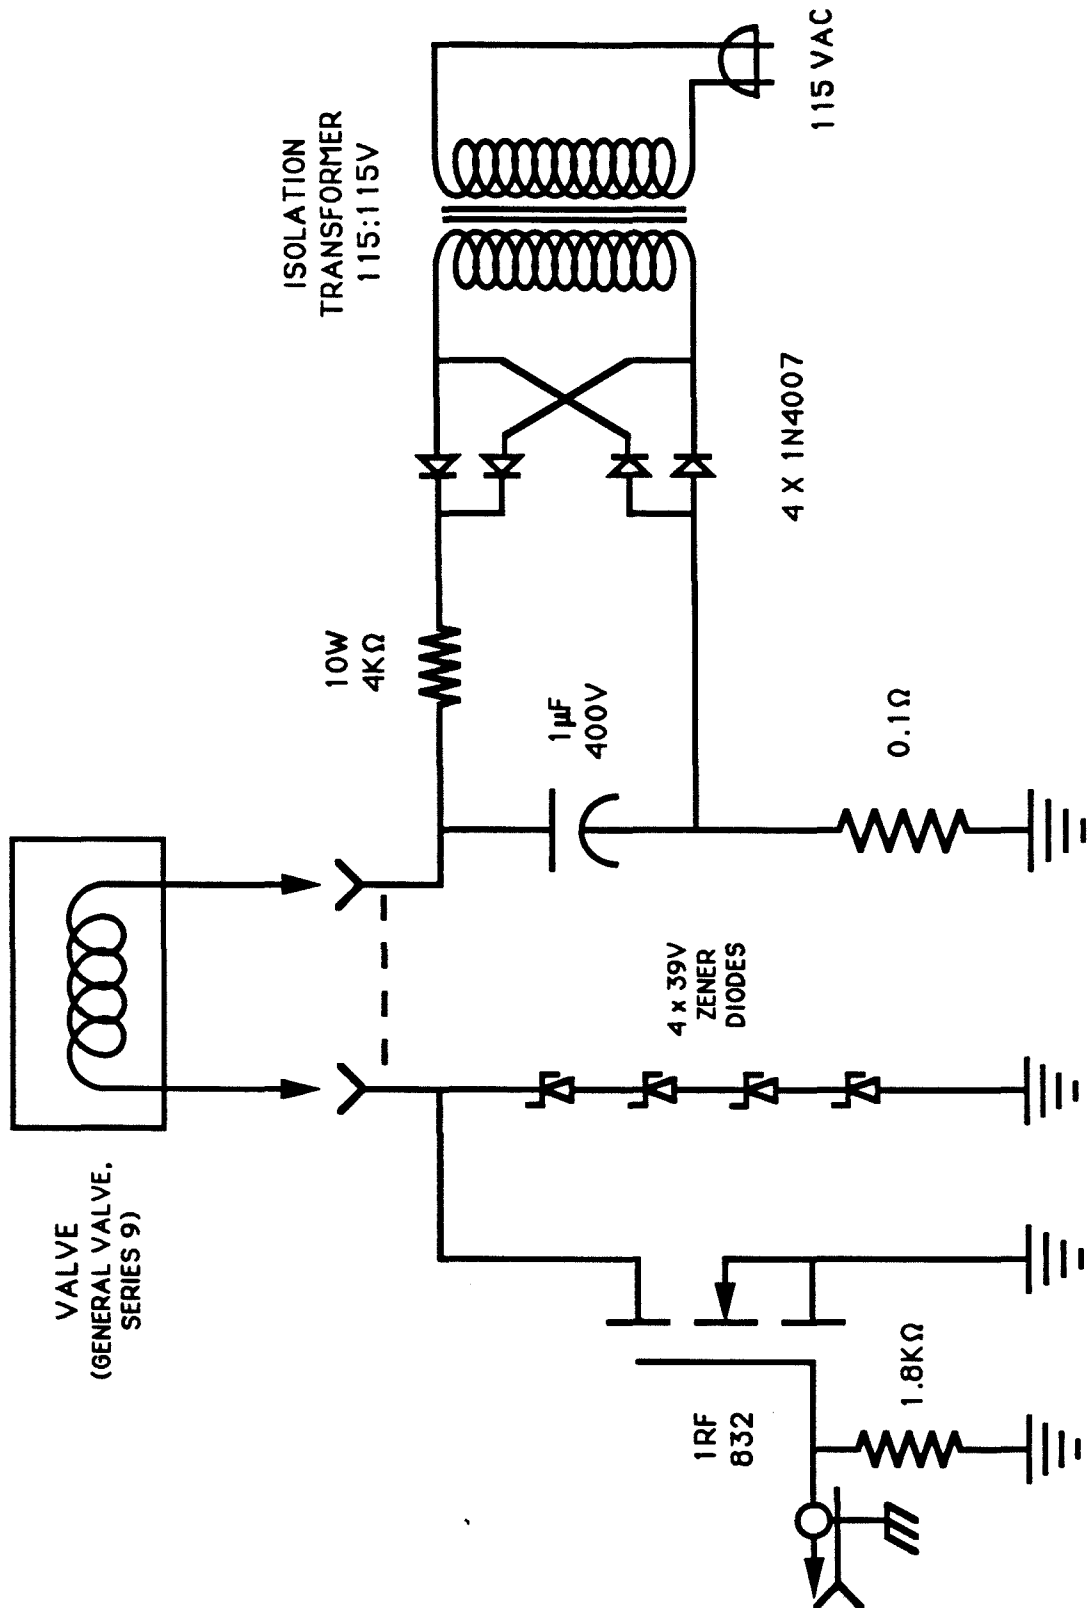 VALVE
(GENERAL VALVE,
SERIES 9)
ISOLATION
TRANSFORMER
115:115V
115 VAC
4 X 1N4007
10W
4KΩ
1µF
400V
0.1Ω
4 x 39V
ZENER
DIODES
1RF
832
1.8KΩ